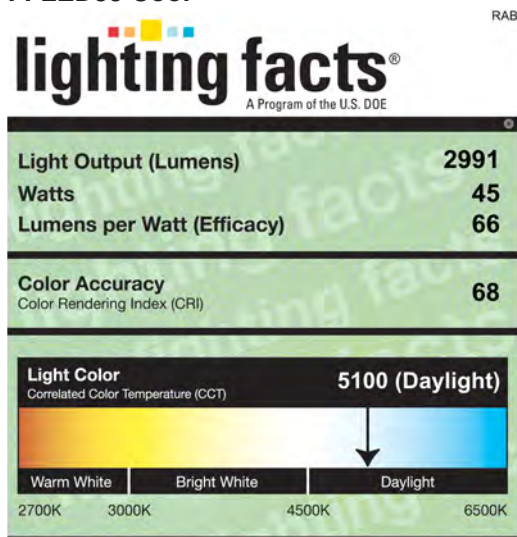 RAB
lighting facts®
A Program of the U.S. DOE
Light Output (Lumens) 2991
Watts 45
Lumens per Watt (Efficacy) 66
Color Accuracy
Color Rendering Index (CRI) 68
Light Color
Correlated Color Temperature (CCT) 5100 (Daylight)
Warm White Bright White Daylight
2700K 3000K 4500K 6500K